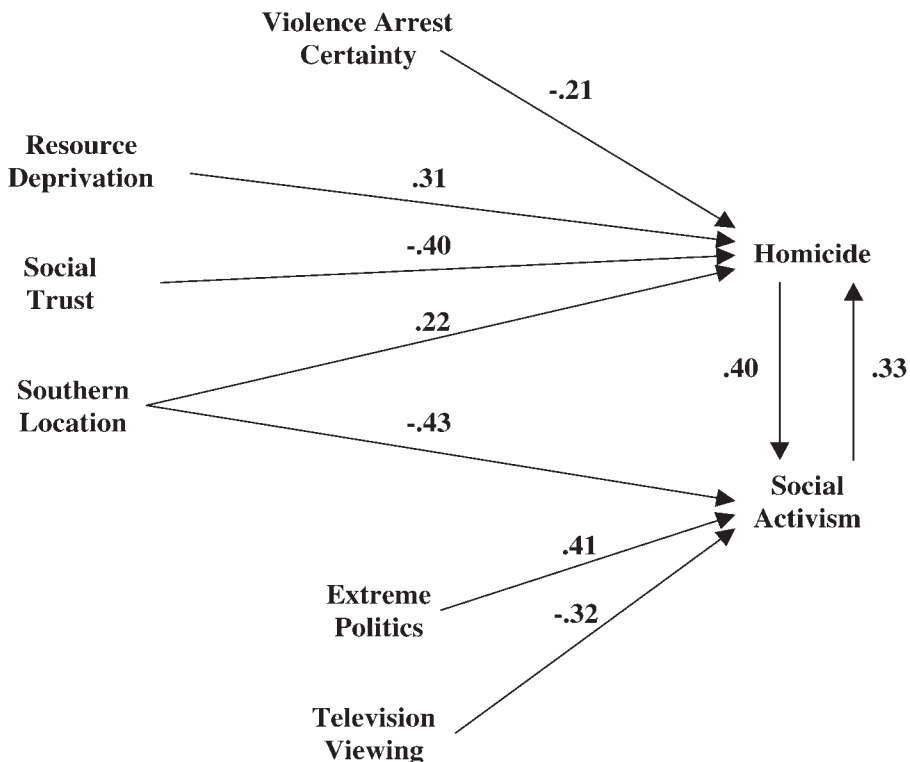 Violence Arrest
Certainty
-.21
Resource
Deprivation
.31
-.40
Homicide
Social
Trust
.22
.40
.33
Southern
Location
-.43
Social
Activism
.41
Extreme
Politics
-.32
Television
Viewing